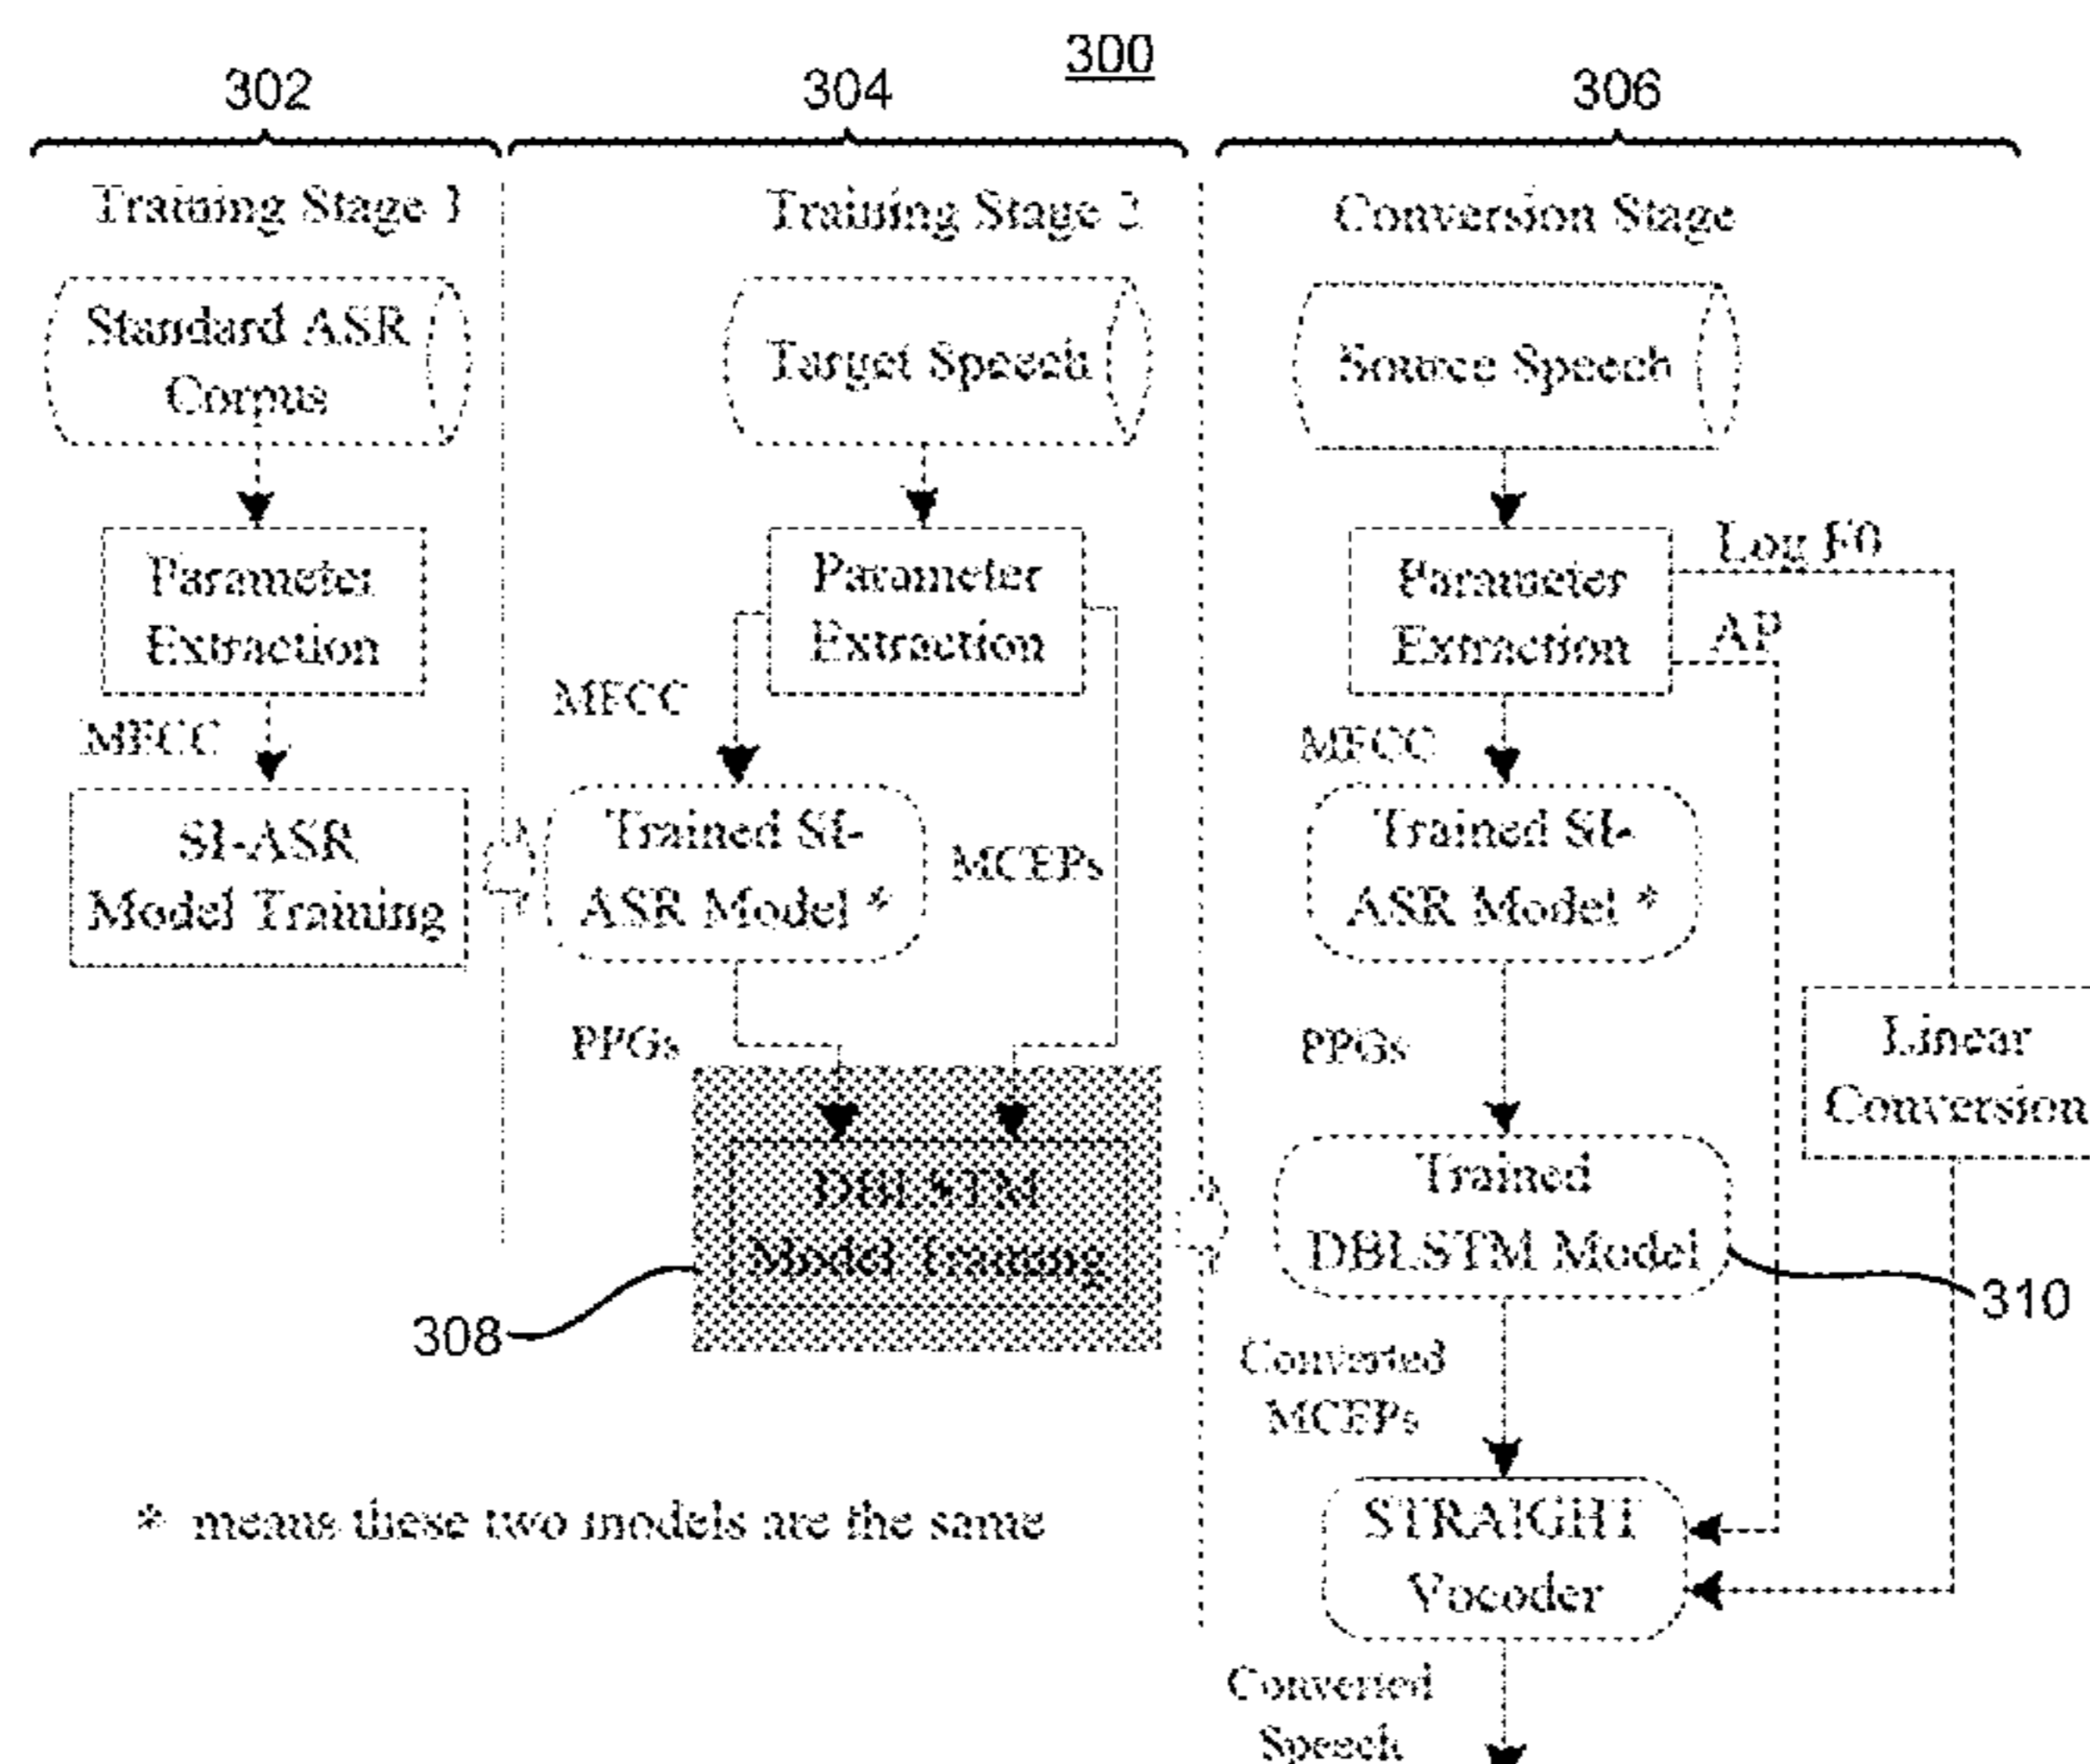 300
302
304
306
Training Stage 1
Standard ASR
Corpus
Parameter
Extraction
MFCC
SI-ASR
Model Training
Training Stage 2
Target Speech
Parameter
Extraction
MFCC
Trained SI-
ASR Model *
MCEPs
PPGs
DBLSTM
Model Training
308
Conversion Stage
Source Speech
Parameter
Extraction
Log F0
AP
MFCC
Trained SI-
ASR Model *
PPGs
Linear
Conversion
Trained
DBLSTM Model
310
Converted
MCEPs
STRAIGHT
Vocoder
Converted
Speech
* means these two models are the same